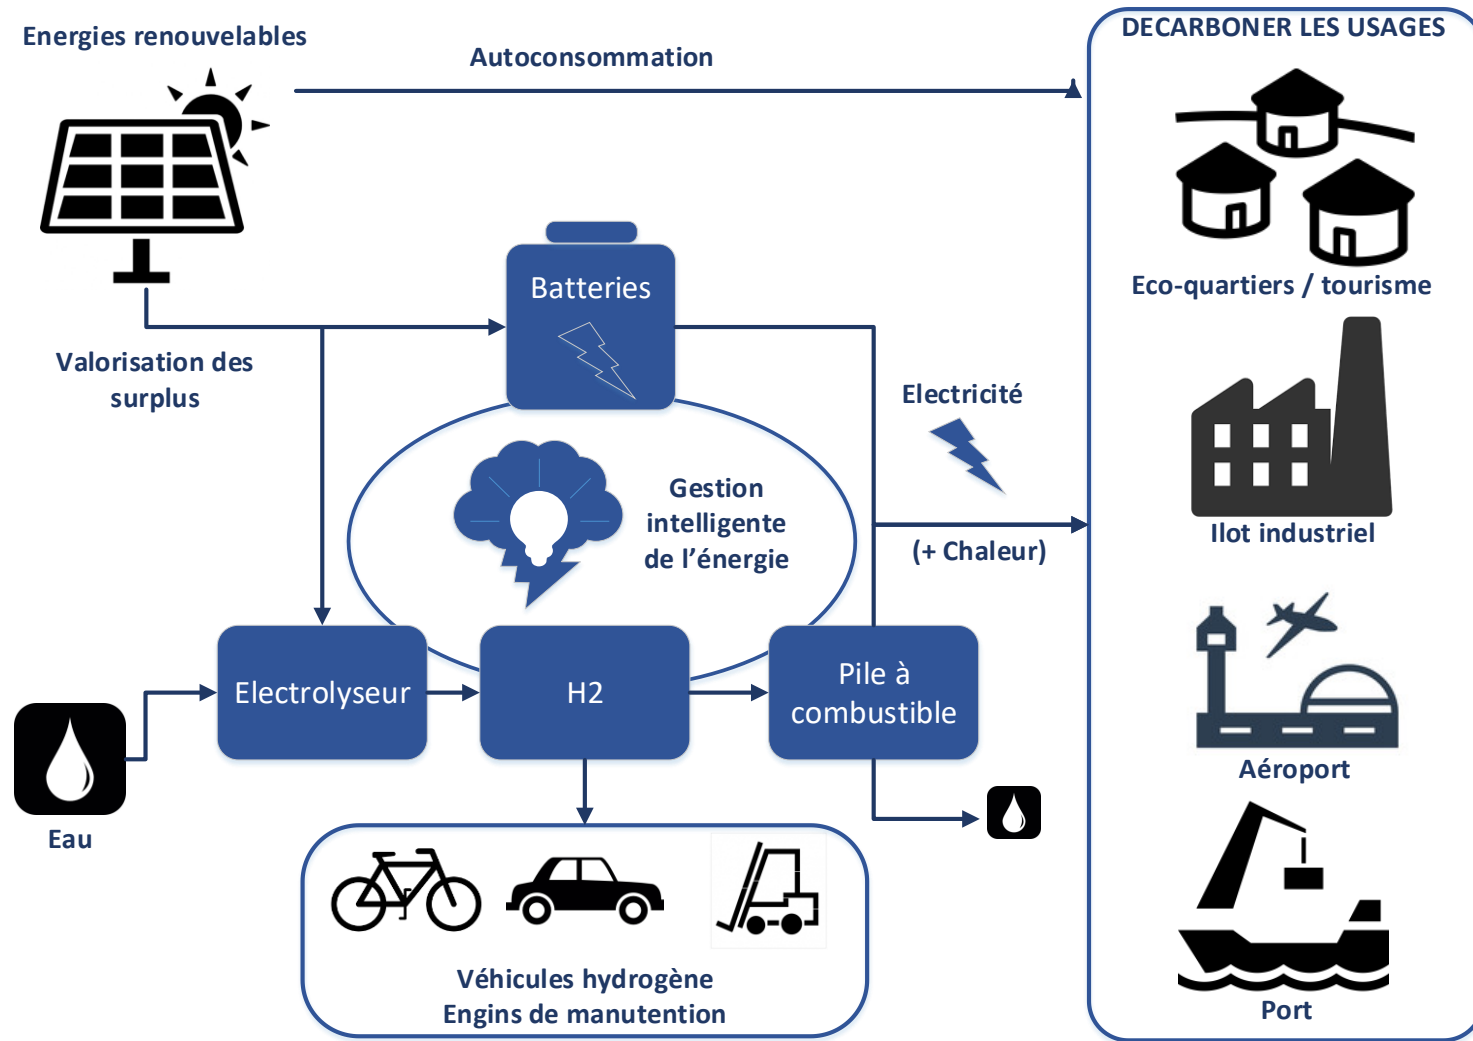 Energies renouvelables
Autoconsommation
DECARBONER LES USAGES
Eco-quartiers / tourisme
Batteries
Valorisation des
surplus
Electricité
Gestion
intelligente
de l’énergie
(+ Chaleur)
Ilot industriel
Electrolyseur
H2
Pile à
combustible
Eau
Aéroport
Véhicules hydrogène
Engins de manutention
Port